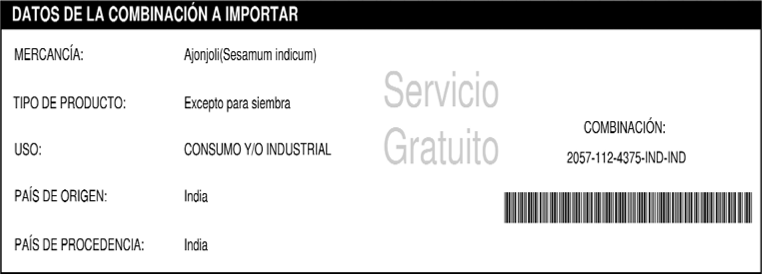 DATOS DE LA COMBINACIÓN A IMPORTAR
MERCANCÍA: Ajonjoli(Sesamum indicum)
TIPO DE PRODUCTO: Excepto para siembra
USO: CONSUMO Y/O INDUSTRIAL
PAÍS DE ORIGEN: India
PAÍS DE PROCEDENCIA: India
Servicio
Gratuito
COMBINACIÓN:
2057-112-4375-IND-IND